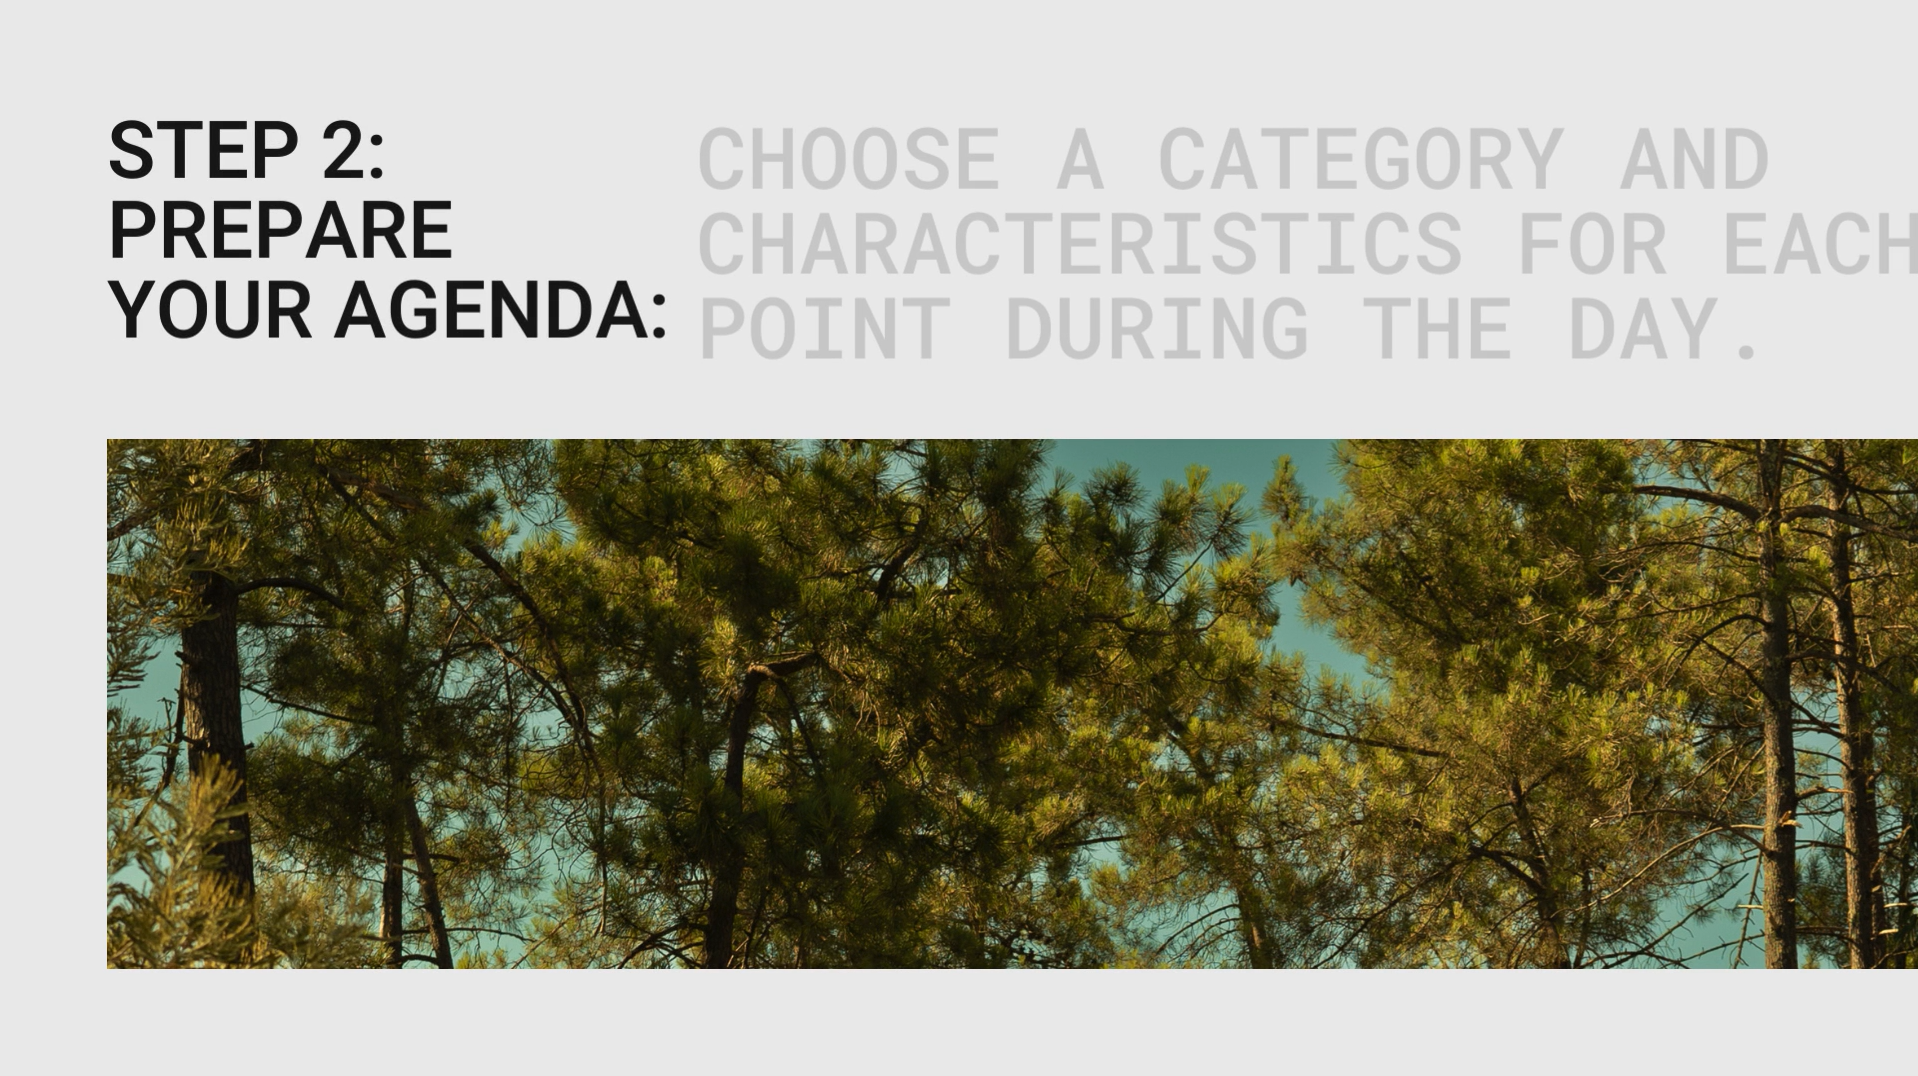 STEP 2:
PREPARE
YOUR AGENDA:
CHOOSE A CATEGORY AND
CHARACTERISTICS FOR EACH
POINT DURING THE DAY.